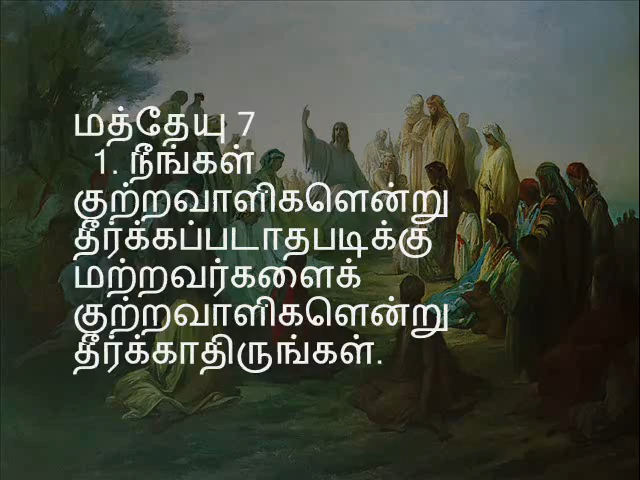 மத்தேயு 7
1. நீங்கள்
குற்றவாளிகளென்று
தீர்க்கப்படாதபடிக்கு
மற்றவர்களைக்
குற்றவாளிகளென்று
தீர்க்காதிருங்கள்.